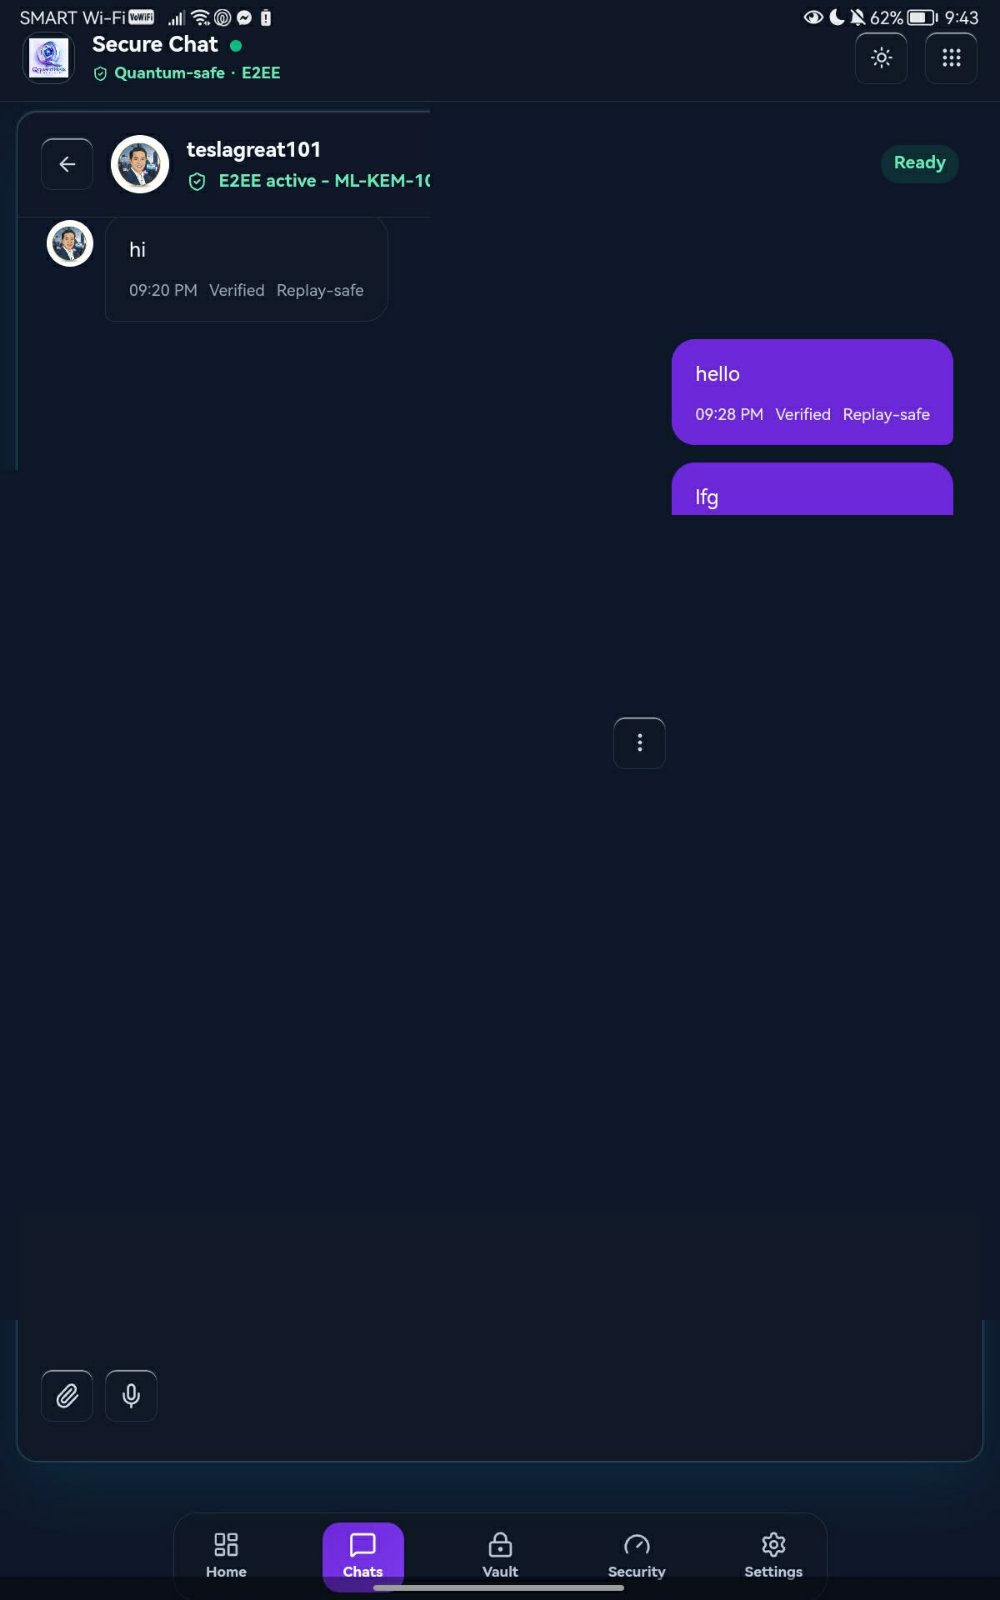 SMART Wi-Fi VoWiFi 62% 9:43
Secure Chat
Quantum-safe · E2EE
teslagreat101
E2EE active - ML-KEM-10
Ready
hi
09:20 PM Verified Replay-safe
hello
09:28 PM Verified Replay-safe
lfg
Home Chats Vault Security Settings